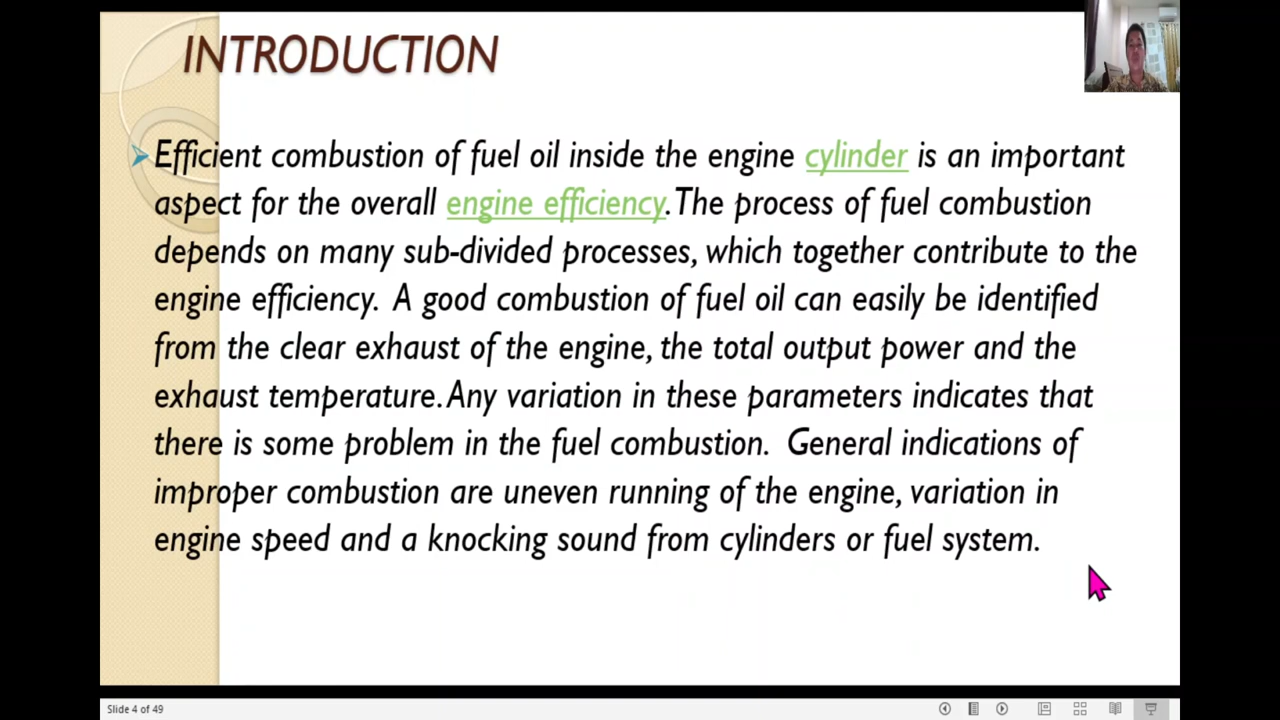 INTRODUCTION
Efficient combustion of fuel oil inside the engine cylinder is an important
aspect for the overall engine efficiency. The process of fuel combustion
depends on many sub-divided processes, which together contribute to the
engine efficiency. A good combustion of fuel oil can easily be identified
from the clear exhaust of the engine, the total output power and the
exhaust temperature. Any variation in these parameters indicates that
there is some problem in the fuel combustion. General indications of
improper combustion are uneven running of the engine, variation in
engine speed and a knocking sound from cylinders or fuel system.
Slide 4 of 49